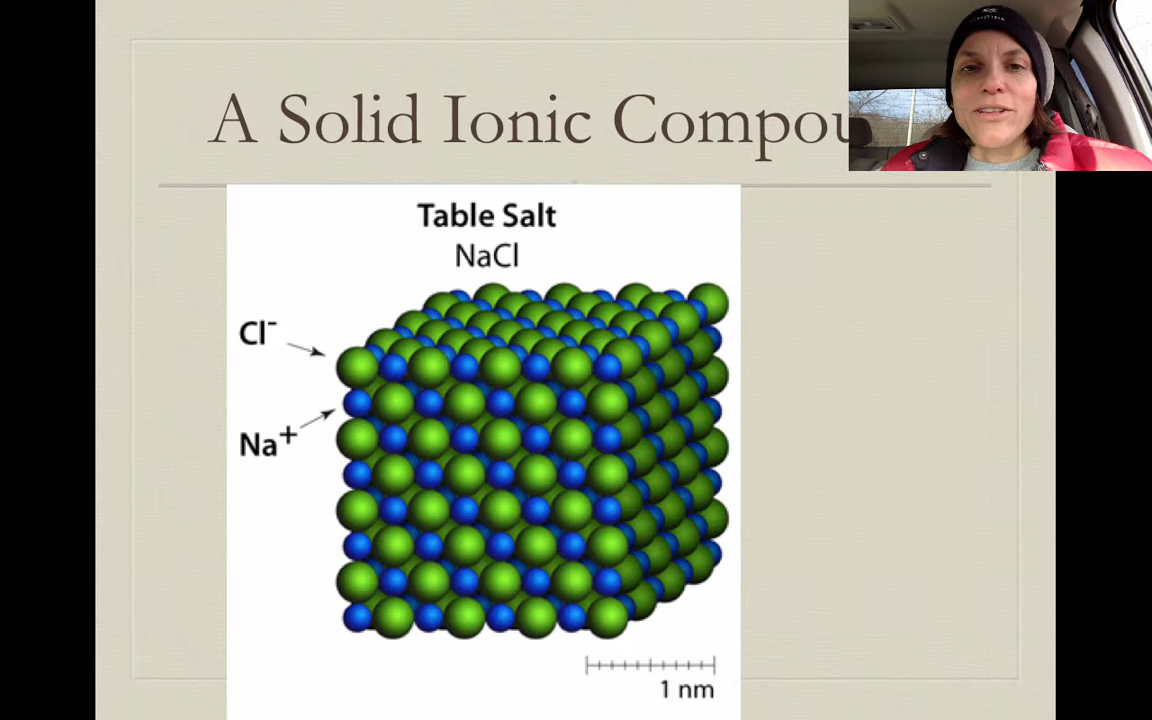 A Solid Ionic Compou
Table Salt
NaCl
Cl⁻
Na⁺
1 nm